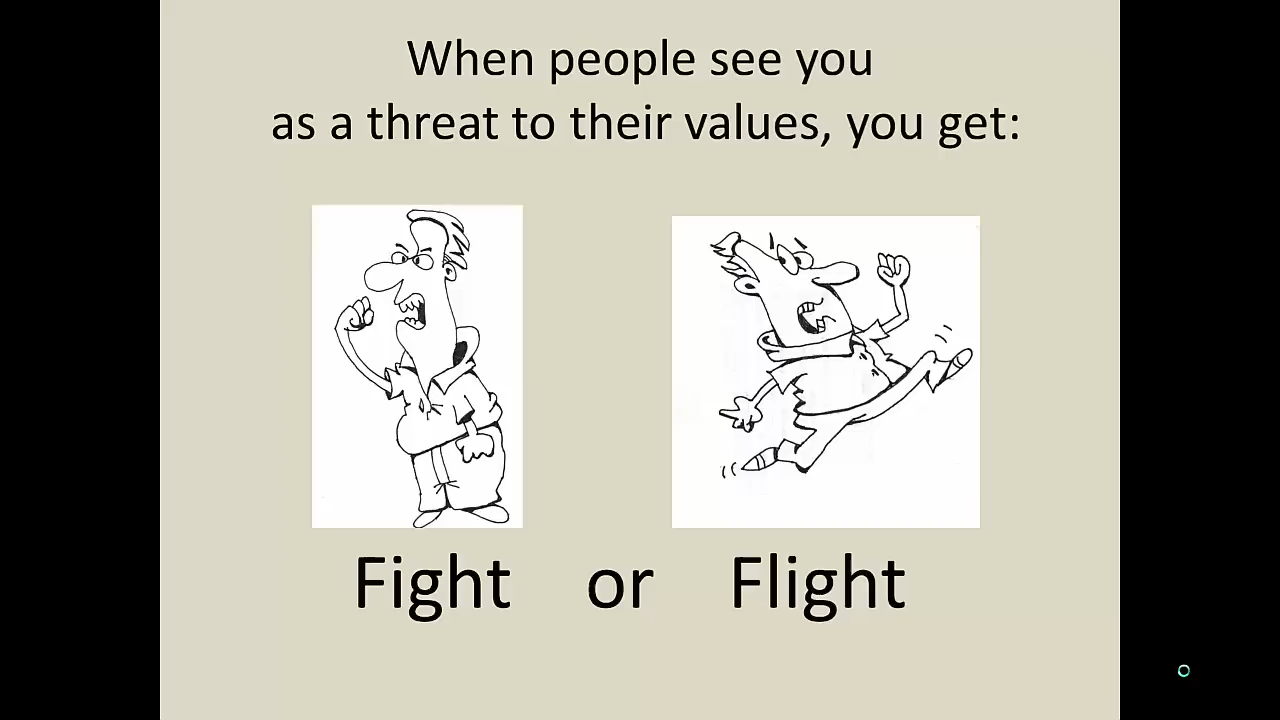 When people see you
as a threat to their values, you get:
Fight or Flight